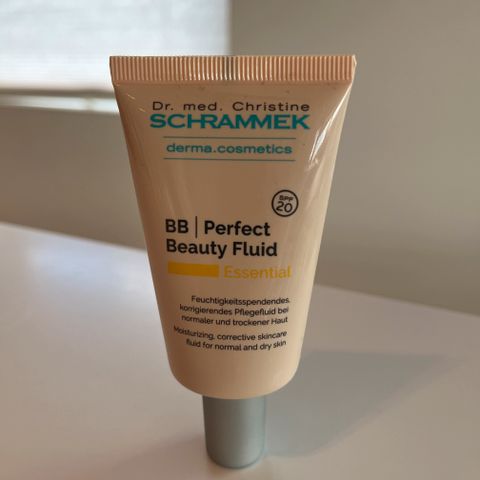 Dr. med. Christine
SCHRAMMEK
derma.cosmetics
SPF
20
BB | Perfect
Beauty Fluid
Essential
Feuchtigkeitsspendendes,
korrigierendes Pflegefluid bei
normaler und trockener Haut
Moisturizing, corrective skincare
fluid for normal and dry skin